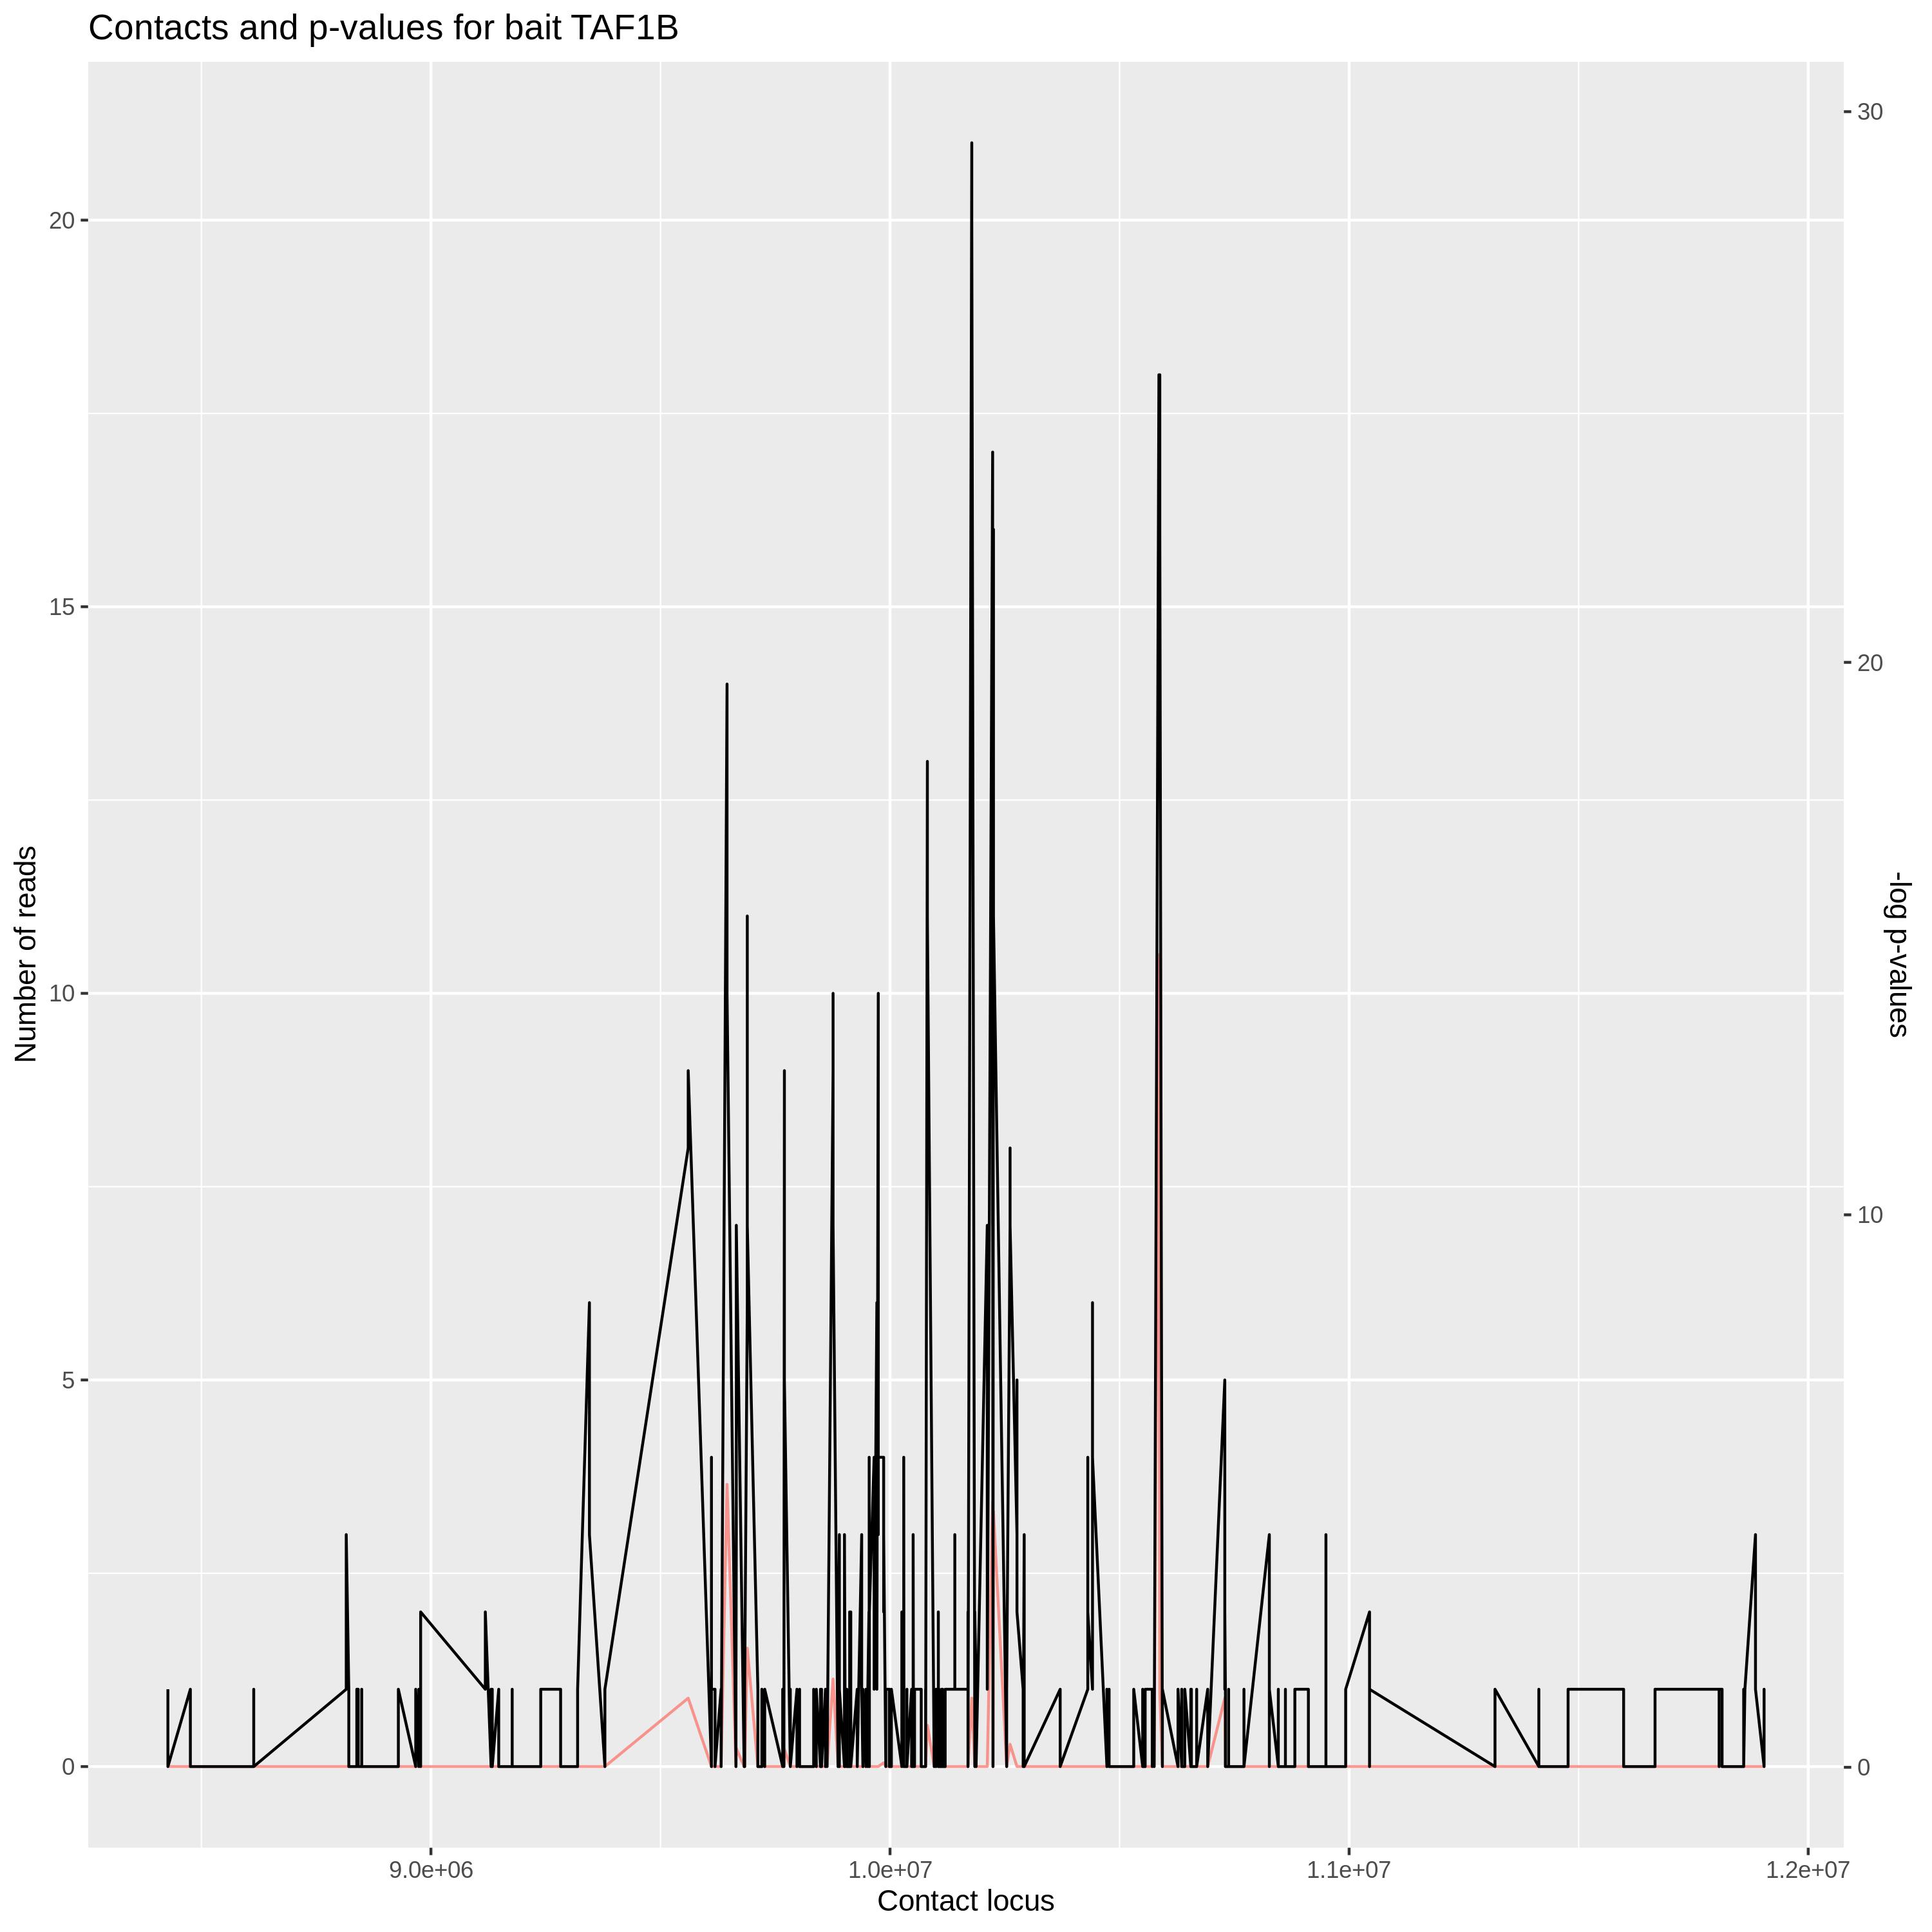 Contacts and p-values for bait TAF1B
30
20
20
15
10
10
5
0
0
Number of reads
-log p-values
9.0e+06 1.0e+07 1.1e+07 1.2e+07
Contact locus